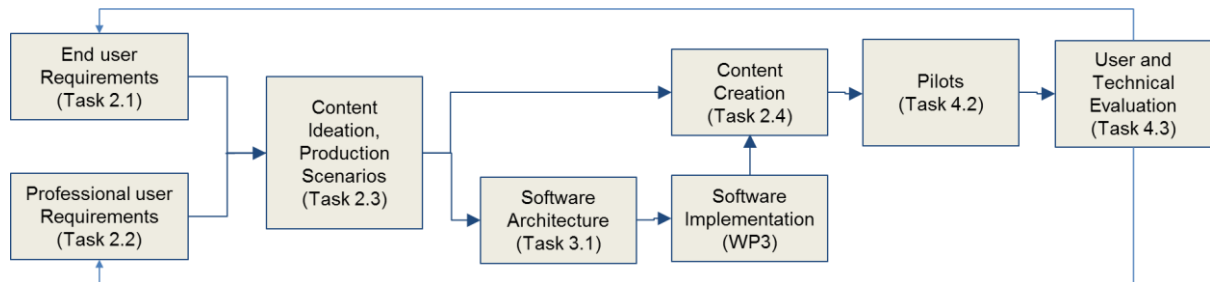 End user
Requirements
(Task 2.1)
Professional user
Requirements
(Task 2.2)
Content
Ideation,
Production
Scenarios
(Task 2.3)
Software
Architecture
(Task 3.1)
Software
Implementation
(WP3)
Content
Creation
(Task 2.4)
Pilots
(Task 4.2)
User and
Technical
Evaluation
(Task 4.3)